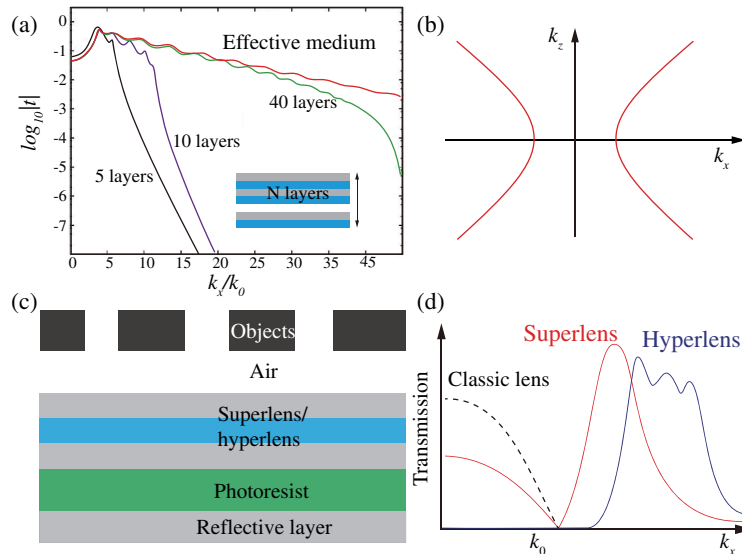 (a)
Effective medium
40 layers
10 layers
5 layers
N layers
log₁₀|t|
0
-1
-2
-3
-4
-5
-6
-7
0 5 10 15 20 25 30 35 45
kₓ/k₀
(b)
k_z
kₓ
(c)
Objects
Air
Superlens/
hyperlens
Photoresist
Reflective layer
(d)
Superlens
Hyperlens
Classic lens
Transmission
k₀
kₓ